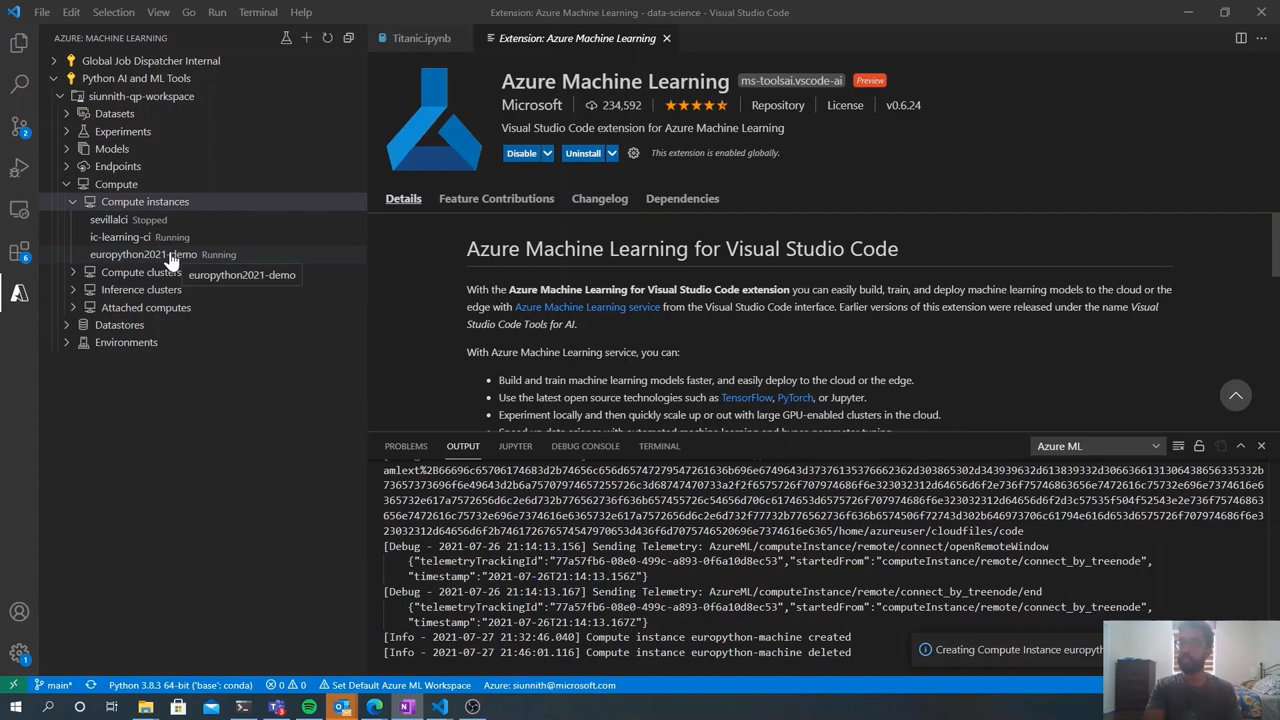 File Edit Selection View Go Run Terminal Help
Extension: Azure Machine Learning - data-science - Visual Studio Code
AZURE: MACHINE LEARNING
Global Job Dispatcher Internal
Python AI and ML Tools
siunnith-qp-workspace
Datasets
Experiments
Models
Endpoints
Compute
Compute instances
sevillalci Stopped
ic-learning-ci Running
europython2021-demo Running
Compute clusters
europython2021-demo
Inference clusters
Attached computes
Datastores
Environments
2
6
1
Titanic.ipynb
Extension: Azure Machine Learning
Azure Machine Learning ms-toolsai.vscode-ai Preview
Microsoft 234,592 Repository License v0.6.24
Visual Studio Code extension for Azure Machine Learning
Disable Uninstall This extension is enabled globally.
Details Feature Contributions Changelog Dependencies
Azure Machine Learning for Visual Studio Code
With the Azure Machine Learning for Visual Studio Code extension you can easily build, train, and deploy machine learning models to the cloud or the
edge with Azure Machine Learning service from the Visual Studio Code interface. Earlier versions of this extension were released under the name Visual
Studio Code Tools for AI.
With Azure Machine Learning service, you can:
• Build and train machine learning models faster, and easily deploy to the cloud or the edge.
• Use the latest open source technologies such as TensorFlow, PyTorch, or Jupyter.
• Experiment locally and then quickly scale up or out with large GPU-enabled clusters in the cloud.
PROBLEMS OUTPUT JUPYTER DEBUG CONSOLE TERMINAL Azure ML
[Debug - 2021-07-26 21:14:13.156] Sending Telemetry: AzureML/computeInstance/remote/connect/openRemoteWindow
{"telemetryTrackingId":"77a57fb6-08e0-499c-a893-0f6a10d8ec53","startedFrom":"computeInstance/remote/connect_by_treenode",
"timestamp":"2021-07-26T21:14:13.156Z"}
[Debug - 2021-07-26 21:14:13.167] Sending Telemetry: AzureML/computeInstance/remote/connect_by_treenode/end
{"telemetryTrackingId":"77a57fb6-08e0-499c-a893-0f6a10d8ec53","startedFrom":"computeInstance/remote/connect_by_treenode",
"timestamp":"2021-07-26T21:14:13.167Z"}
[Info - 2021-07-27 21:32:46.040] Compute instance europython-machine created
[Info - 2021-07-27 21:46:01.116] Compute instance europython-machine deleted
Creating Compute Instance europyth
main* Python 3.8.3 64-bit ('base': conda) 0 0 Set Default Azure ML Workspace Azure: siunnith@microsoft.com